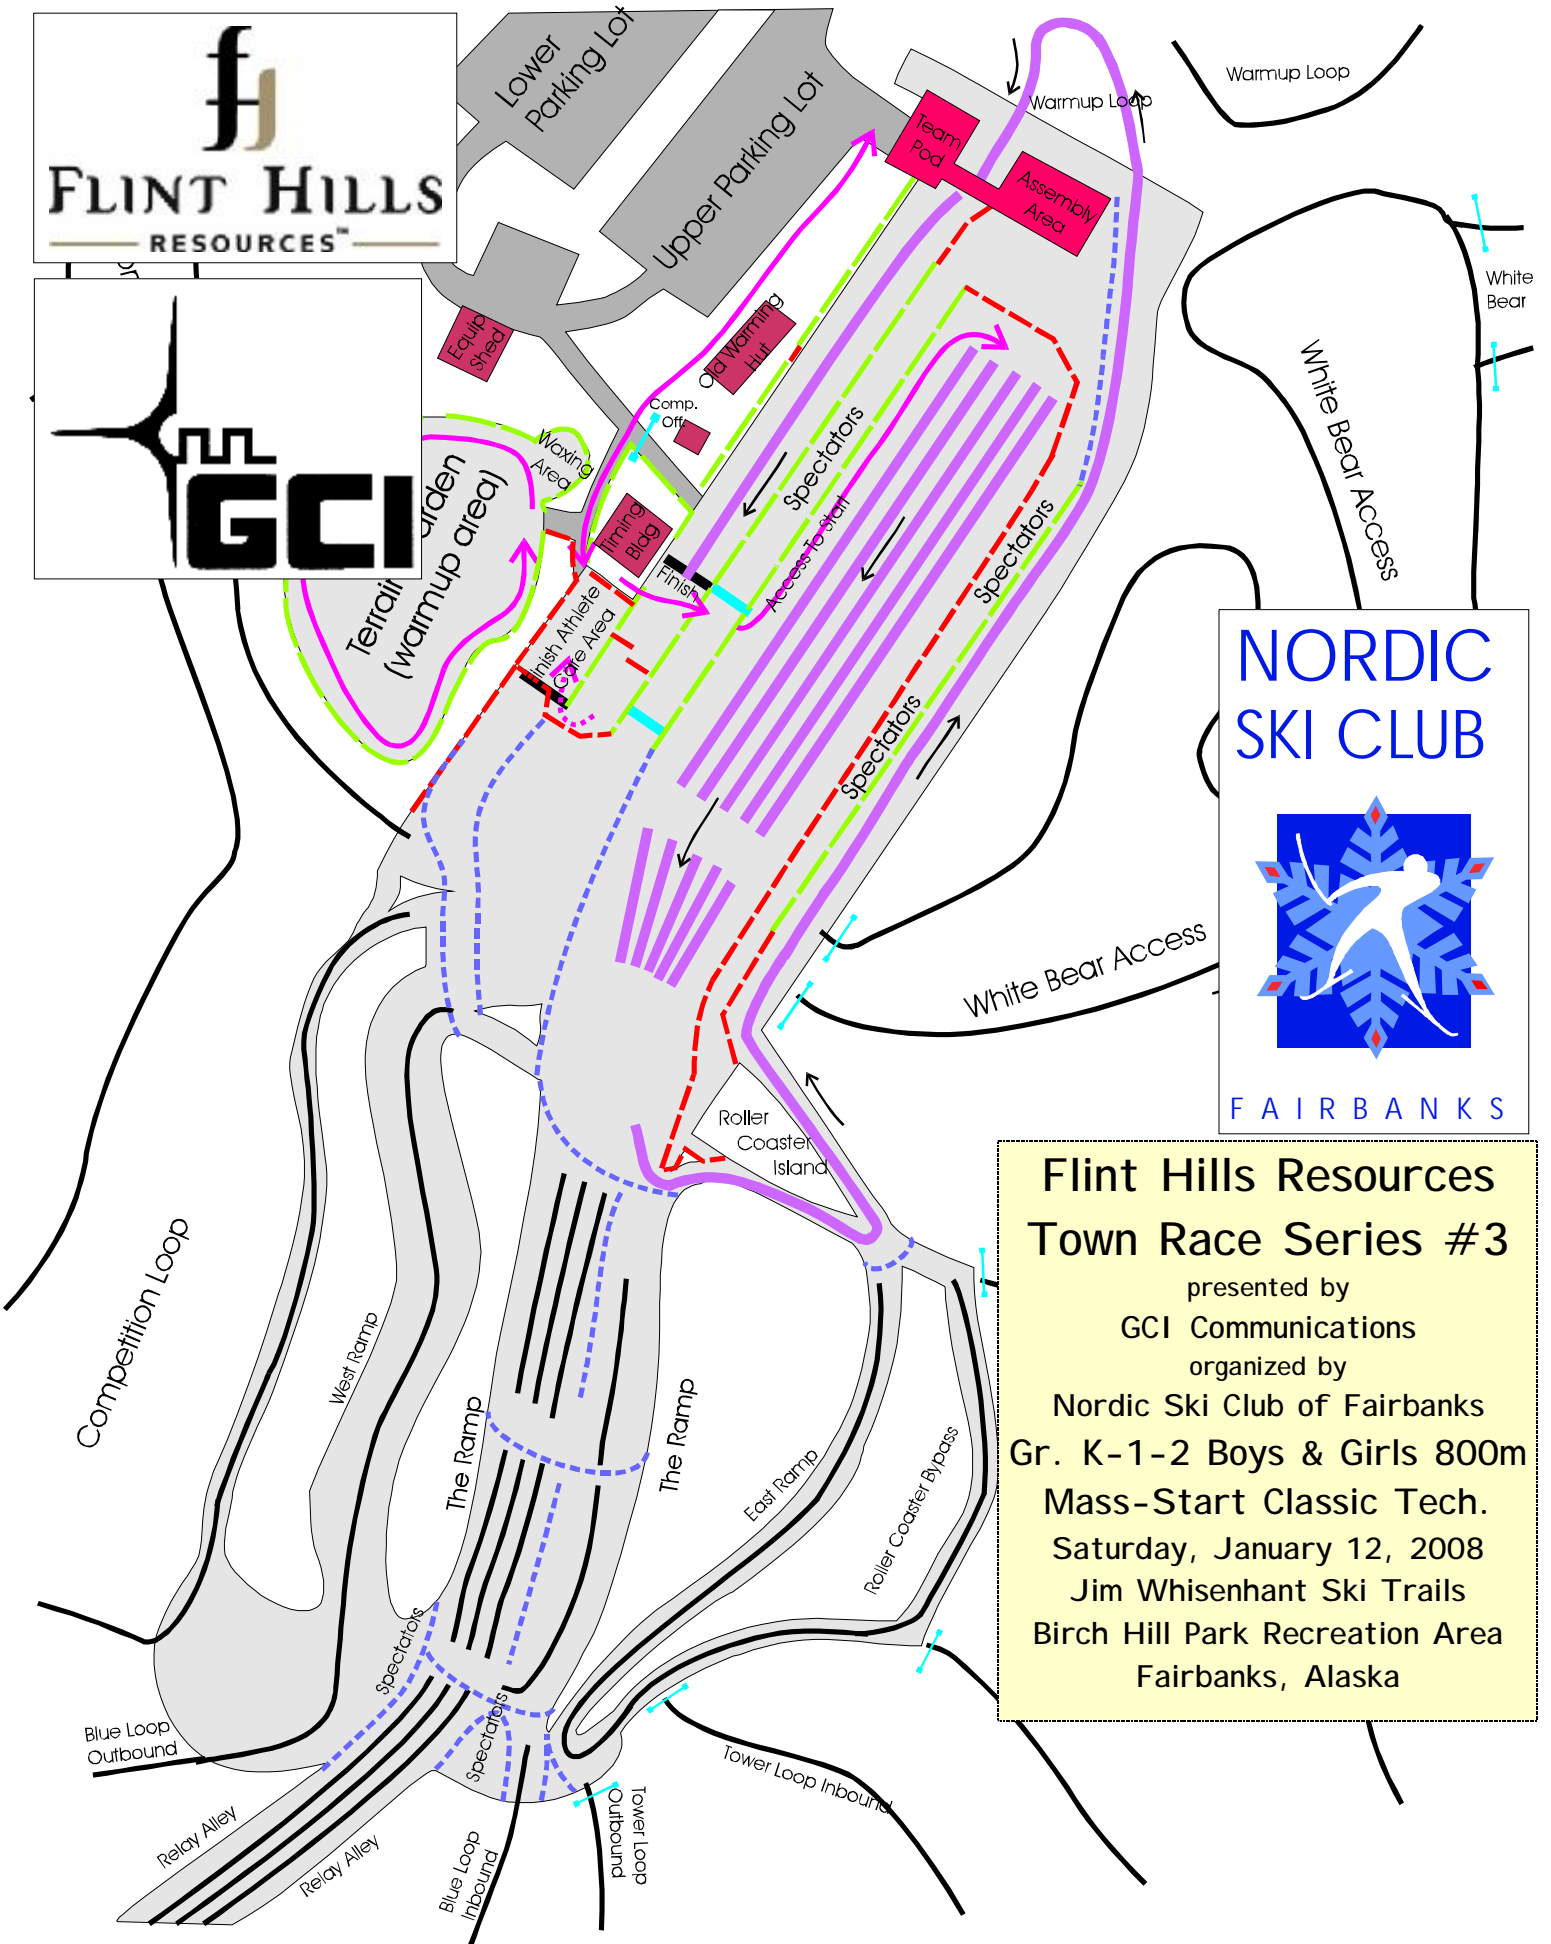 FLINT HILLS
RESOURCES™
GCI
Lower
Parking Lot
Upper Parking Lot
Warmup Loop
Warmup Loop
Team
Pod
Assembly
Area
White
Bear
White Bear Access
Equip
Shed
Old Warming
Hut
Comp.
Off.
Waxing
Area
(warmup area)
Timing
Bldg
Finish
Finish Athlete
Care Area
Access To Start
Spectators
Spectators
Spectators
White Bear Access
NORDIC
SKI CLUB
FAIRBANKS
Roller
Coaster
Island
Competition Loop
West Ramp
The Ramp
The Ramp
East Ramp
Roller Coaster Bypass
Spectators
Spectators
Blue Loop
Outbound
Relay Alley
Relay Alley
Blue Loop
Inbound
Tower Loop
Outbound
Tower Loop Inbound
Flint Hills Resources
Town Race Series #3
presented by
GCI Communications
organized by
Nordic Ski Club of Fairbanks
Gr. K-1-2 Boys & Girls 800m
Mass-Start Classic Tech.
Saturday, January 12, 2008
Jim Whisenhant Ski Trails
Birch Hill Park Recreation Area
Fairbanks, Alaska